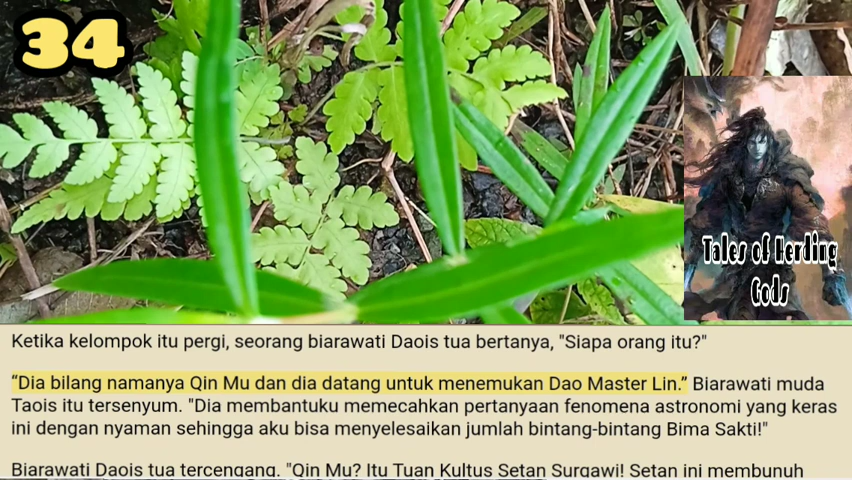 34
Tales of Herding
Gods
Ketika kelompok itu pergi, seorang biarawati Daois tua bertanya, "Siapa orang itu?"
“Dia bilang namanya Qin Mu dan dia datang untuk menemukan Dao Master Lin.” Biarawati muda
Taois itu tersenyum. "Dia membantuku memecahkan pertanyaan fenomena astronomi yang keras
ini dengan nyaman sehingga aku bisa menyelesaikan jumlah bintang-bintang Bima Sakti!"
Biarawati Daois tua tercengang. "Qin Mu? Itu Tuan Kultus Setan Surgawi! Setan ini membunuh